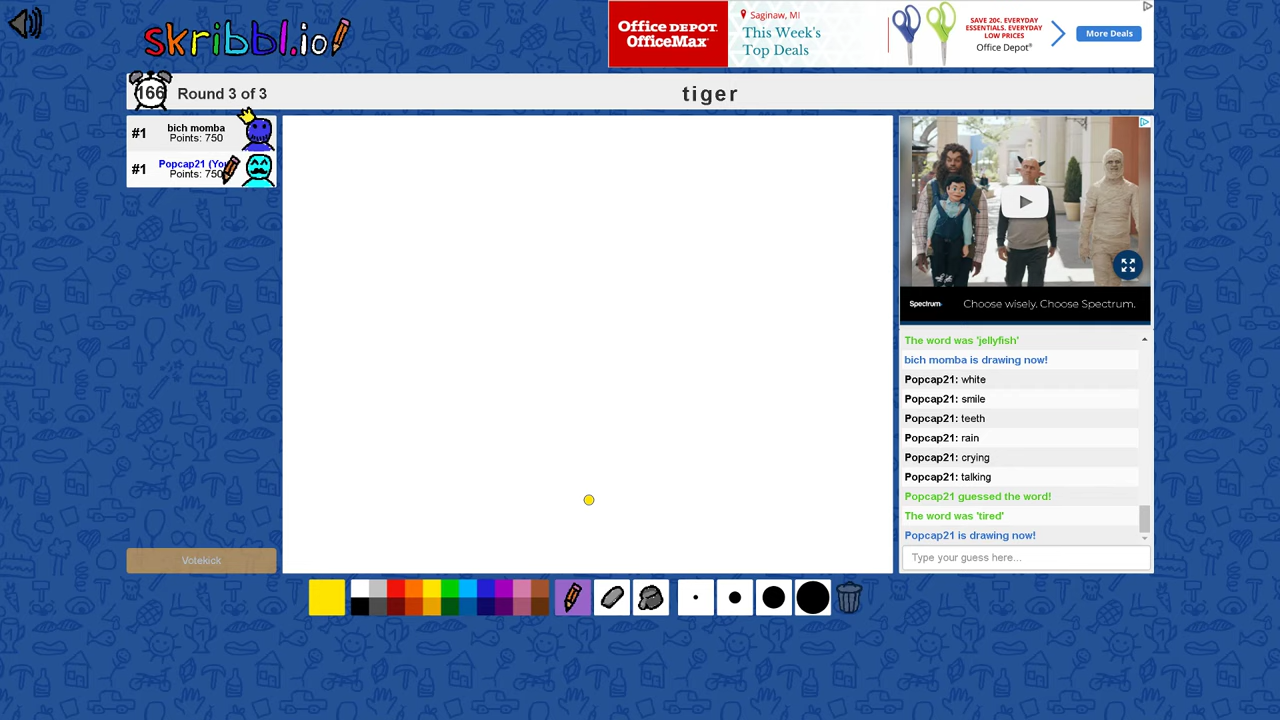 skribbl.io
OFFICE DEPOT
OfficeMax
Saginaw, MI
This Week's
Top Deals
SAVE 20¢. EVERYDAY
ESSENTIALS. EVERYDAY
LOW PRICES
Office Depot®
More Deals
166
Round 3 of 3
tiger
#1
bich momba
Points: 750
#1
Popcap21 (You
Points: 750
Spectrum
Choose wisely. Choose Spectrum.
The word was 'jellyfish'
bich momba is drawing now!
Popcap21: white
Popcap21: smile
Popcap21: teeth
Popcap21: rain
Popcap21: crying
Popcap21: talking
Popcap21 guessed the word!
The word was 'tired'
Popcap21 is drawing now!
Type your guess here...
Votekick